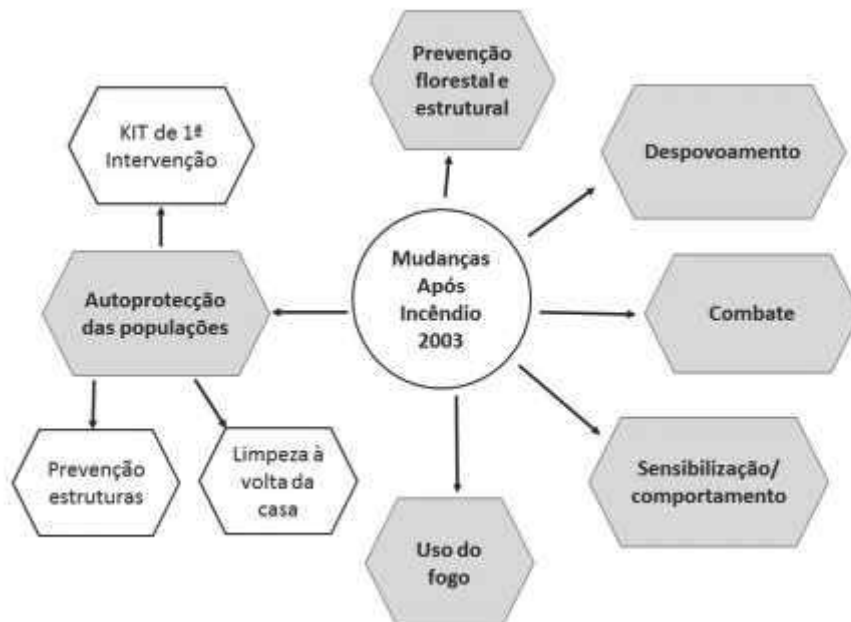 Prevenção
florestal e
estrutural
KIT de 1ª
Intervenção
Despovoamento
Mudanças
Após
Incêndio
2003
Autoprotecção
das populações
Combate
Prevenção
estruturas
Limpeza à
volta da
casa
Sensibilização/
comportamento
Uso do
fogo